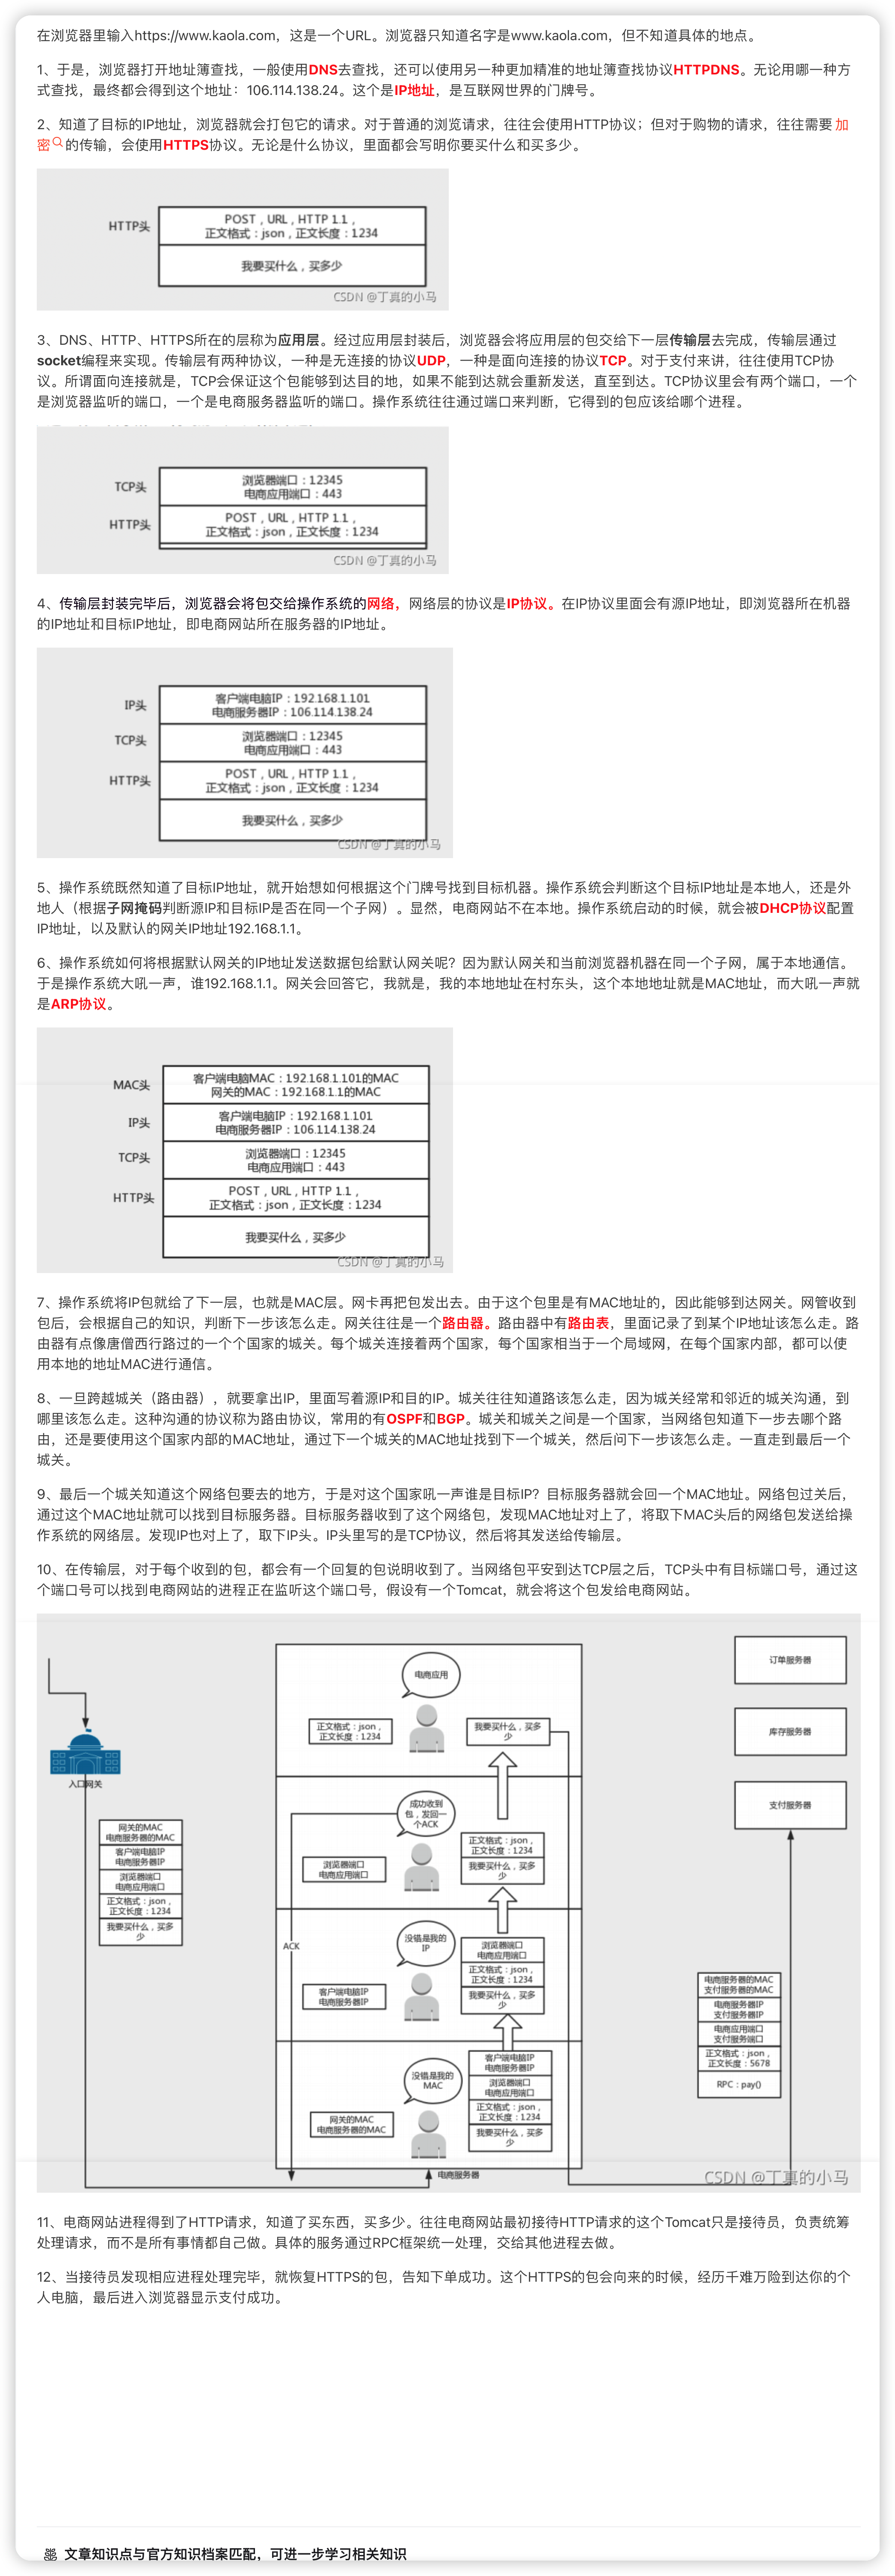 在浏览器里输入https://www.kaola.com，这是一个URL。浏览器只知道名字是www.kaola.com，但不知道具体的地点。
1、于是，浏览器打开地址簿查找，一般使用DNS去查找，还可以使用另一种更加精准的地址簿查找协议HTTPDNS。无论用哪一种方
式查找，最终都会得到这个地址：106.114.138.24。这个是IP地址，是互联网世界的门牌号。
2、知道了目标的IP地址，浏览器就会打包它的请求。对于普通的浏览请求，往往会使用HTTP协议；但对于购物的请求，往往需要 加
密 的传输，会使用HTTPS协议。无论是什么协议，里面都会写明你要买什么和买多少。
HTTP头
POST，URL，HTTP 1.1，
正文格式：json，正文长度：1234
我要买什么，买多少
CSDN @丁真的小马
3、DNS、HTTP、HTTPS所在的层称为应用层。经过应用层封装后，浏览器会将应用层的包交给下一层传输层去完成，传输层通过
socket编程来实现。传输层有两种协议，一种是无连接的协议UDP，一种是面向连接的协议TCP。对于支付来讲，往往使用TCP协
议。所谓面向连接就是，TCP会保证这个包能够到达目的地，如果不能到达就会重新发送，直至到达。TCP协议里会有两个端口，一个
是浏览器监听的端口，一个是电商服务器监听的端口。操作系统往往通过端口来判断，它得到的包应该给哪个进程。
TCP头
浏览器端口：12345
电商应用端口：443
HTTP头
POST，URL，HTTP 1.1，
正文格式：json，正文长度：1234
CSDN @丁真的小马
4、传输层封装完毕后，浏览器会将包交给操作系统的网络，网络层的协议是IP协议。在IP协议里面会有源IP地址，即浏览器所在机器
的IP地址和目标IP地址，即电商网站所在服务器的IP地址。
IP头
客户端电脑IP：192.168.1.101
电商服务器IP：106.114.138.24
TCP头
浏览器端口：12345
电商应用端口：443
HTTP头
POST，URL，HTTP 1.1，
正文格式：json，正文长度：1234
我要买什么，买多少
CSDN @丁真的小马
5、操作系统既然知道了目标IP地址，就开始想如何根据这个门牌号找到目标机器。操作系统会判断这个目标IP地址是本地人，还是外
地人（根据子网掩码判断源IP和目标IP是否在同一个子网）。显然，电商网站不在本地。操作系统启动的时候，就会被DHCP协议配置
IP地址，以及默认的网关IP地址192.168.1.1。
6、操作系统如何将根据默认网关的IP地址发送数据包给默认网关呢？因为默认网关和当前浏览器机器在同一个子网，属于本地通信。
于是操作系统大吼一声，谁192.168.1.1。网关会回答它，我就是，我的本地地址在村东头，这个本地地址就是MAC地址，而大吼一声就
是ARP协议。
MAC头
客户端电脑MAC：192.168.1.101的MAC
网关的MAC：192.168.1.1的MAC
IP头
客户端电脑IP：192.168.1.101
电商服务器IP：106.114.138.24
TCP头
浏览器端口：12345
电商应用端口：443
HTTP头
POST，URL，HTTP 1.1，
正文格式：json，正文长度：1234
我要买什么，买多少
CSDN @丁真的小马
7、操作系统将IP包就给了下一层，也就是MAC层。网卡再把包发出去。由于这个包里是有MAC地址的，因此能够到达网关。网管收到
包后，会根据自己的知识，判断下一步该怎么走。网关往往是一个路由器。路由器中有路由表，里面记录了到某个IP地址该怎么走。路
由器有点像唐僧西行路过的一个个国家的城关。每个城关连接着两个国家，每个国家相当于一个局域网，在每个国家内部，都可以使
用本地的地址MAC进行通信。
8、一旦跨越城关（路由器），就要拿出IP，里面写着源IP和目的IP。城关往往知道路该怎么走，因为城关经常和邻近的城关沟通，到
哪里该怎么走。这种沟通的协议称为路由协议，常用的有OSPF和BGP。城关和城关之间是一个国家，当网络包知道下一步去哪个路
由，还是要使用这个国家内部的MAC地址，通过下一个城关的MAC地址找到下一个城关，然后问下一步该怎么走。一直走到最后一个
城关。
9、最后一个城关知道这个网络包要去的地方，于是对这个国家吼一声谁是目标IP？目标服务器就会回一个MAC地址。网络包过关后，
通过这个MAC地址就可以找到目标服务器。目标服务器收到了这个网络包，发现MAC地址对上了，将取下MAC头后的网络包发送给操
作系统的网络层。发现IP也对上了，取下IP头。IP头里写的是TCP协议，然后将其发送给传输层。
10、在传输层，对于每个收到的包，都会有一个回复的包说明收到了。当网络包平安到达TCP层之后，TCP头中有目标端口号，通过这
个端口号可以找到电商网站的进程正在监听这个端口号，假设有一个Tomcat，就会将这个包发给电商网站。
入口网关
网关的MAC
电商服务器的MAC
客户端电脑IP
电商服务器IP
浏览器端口
电商应用端口
正文格式：json，
正文长度：1234
我要买什么，买多
少
电商应用
正文格式：json，
正文长度：1234
我要买什么，买多
少
成功收到
包，发回一
个ACK
浏览器端口
电商应用端口
正文格式：json，
正文长度：1234
我要买什么，买多
少
ACK
没错是我的
IP
客户端电脑IP
电商服务器IP
浏览器端口
电商应用端口
正文格式：json，
正文长度：1234
我要买什么，买多
少
没错是我的
MAC
网关的MAC
电商服务器的MAC
客户端电脑IP
电商服务器IP
浏览器端口
电商应用端口
正文格式：json，
正文长度：1234
我要买什么，买多
少
电商服务器
订单服务器
库存服务器
支付服务器
电商服务器的MAC
支付服务器的MAC
电商服务器IP
支付服务器IP
电商应用端口
支付服务端口
正文格式：json，
正文长度：5678
RPC：pay()
CSDN @丁真的小马
11、电商网站进程得到了HTTP请求，知道了买东西，买多少。往往电商网站最初接待HTTP请求的这个Tomcat只是接待员，负责统筹
处理请求，而不是所有事情都自己做。具体的服务通过RPC框架统一处理，交给其他进程去做。
12、当接待员发现相应进程处理完毕，就恢复HTTPS的包，告知下单成功。这个HTTPS的包会向来的时候，经历千难万险到达你的个
人电脑，最后进入浏览器显示支付成功。
文章知识点与官方知识档案匹配，可进一步学习相关知识